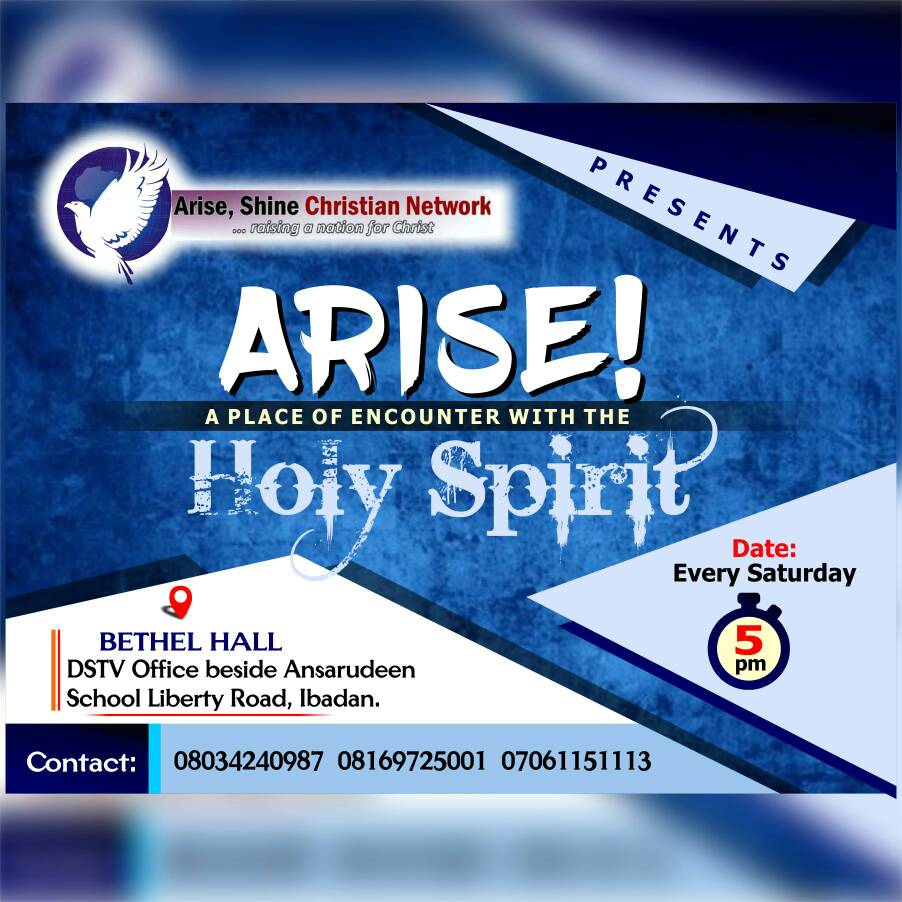 Arise, Shine Christian Network
... raising a nation for Christ
PRESENTS
ARISE!
A PLACE OF ENCOUNTER WITH THE
Holy Spirit
Date:
Every Saturday
5
pm
BETHEL HALL
DSTV Office beside Ansarudeen
School Liberty Road, Ibadan.
Contact: 08034240987 08169725001 07061151113